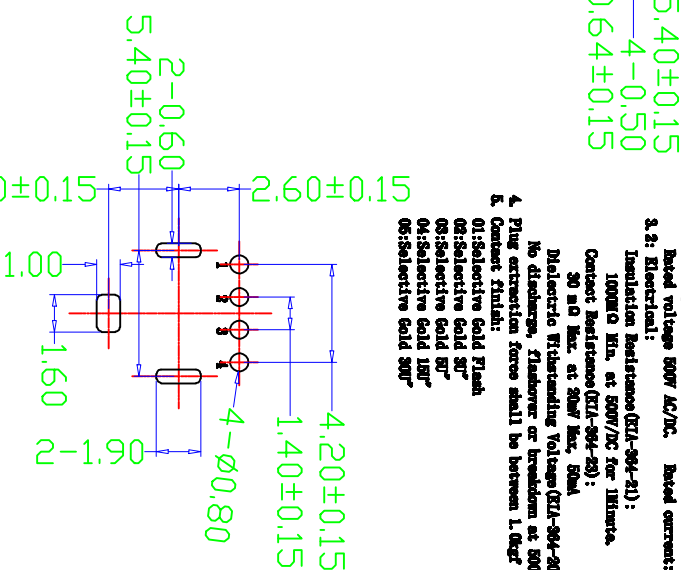 Rated voltage 500V AC/DC. Rated current:
3. 2: Electrical:
Insulation Resistance(EIA-364-21):
1000MΩ Min. at 500V/DC for 1Minute.
Contact Resistance(EIA-364-23):
30 mΩ Max. at 20mV Max, 50mA
Dielectric Withstanding Voltage(EIA-364-20
No discharge, flashover or breakdown at 500
4. Plug extraction force shall be between 1.0kgf
5. Contact finish:
01:Selective Gold Flash
02:Selective Gold 30"
03:Selective Gold 50"
04:Selective Gold 150"
05:Selective Gold 300"
5.40±0.15
4-0.50
0.64±0.15
2-0.60
5.40±0.15
2.60±0.15
0±0.15
1.00
1.60
2-1.90
4-ø0.80
1.40±0.15
4.20±0.15
1
2
3
4